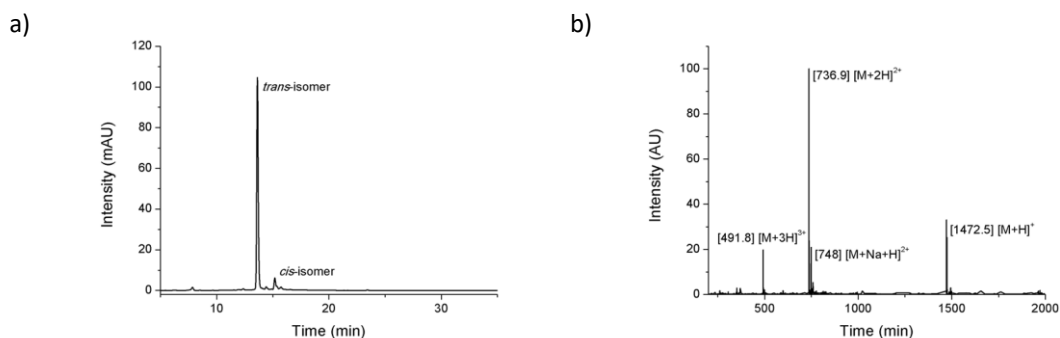 a)
120
100
80
60
40
20
0
Intensity (mAU)
trans-isomer
cis-isomer
10
20
30
Time (min)
b)
100
80
60
40
20
0
Intensity (AU)
[736.9] [M+2H]²⁺
[491.8] [M+3H]³⁺
[748] [M+Na+H]²⁺
[1472.5] [M+H]⁺
500
1000
1500
2000
Time (min)